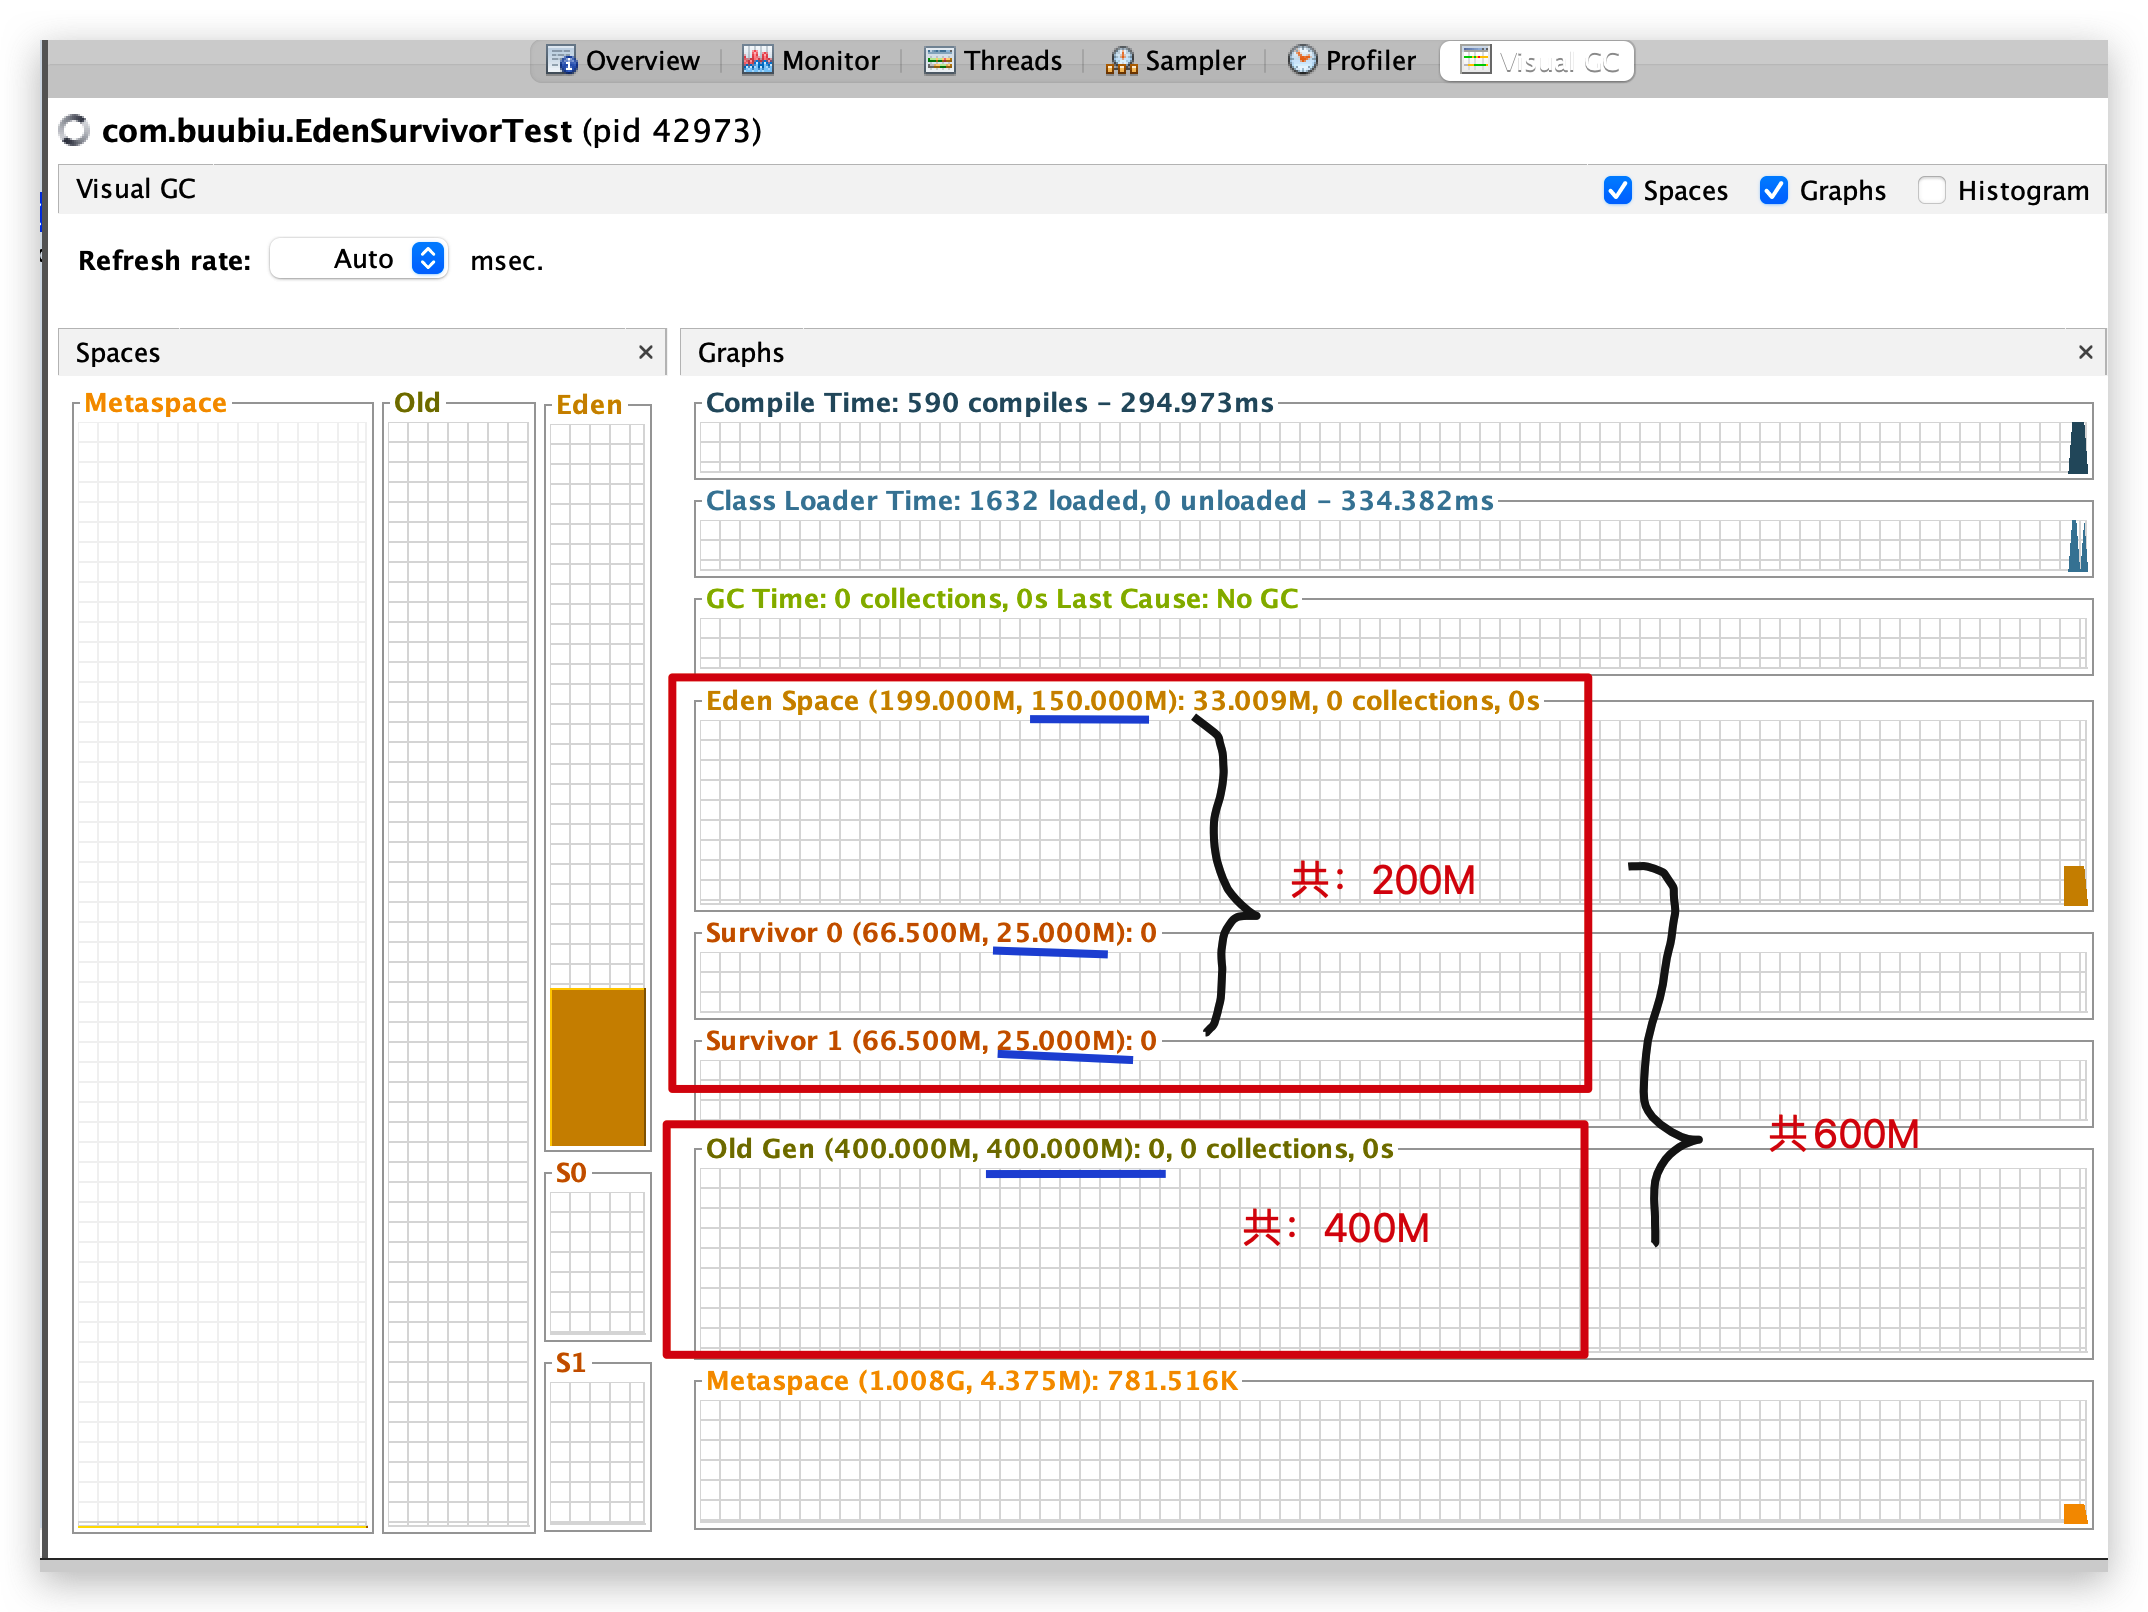 Overview Monitor Threads Sampler Profiler Visual GC
com.buubiu.EdenSurvivorTest (pid 42973)
Visual GC
Spaces Graphs Histogram
Refresh rate: Auto msec.
Spaces ×
Metaspace
Old
Eden
S0
S1
Graphs ×
Compile Time: 590 compiles - 294.973ms
Class Loader Time: 1632 loaded, 0 unloaded - 334.382ms
GC Time: 0 collections, 0s Last Cause: No GC
Eden Space (199.000M, 150.000M): 33.009M, 0 collections, 0s
共：200M
Survivor 0 (66.500M, 25.000M): 0
Survivor 1 (66.500M, 25.000M): 0
共600M
Old Gen (400.000M, 400.000M): 0, 0 collections, 0s
共：400M
Metaspace (1.008G, 4.375M): 781.516K